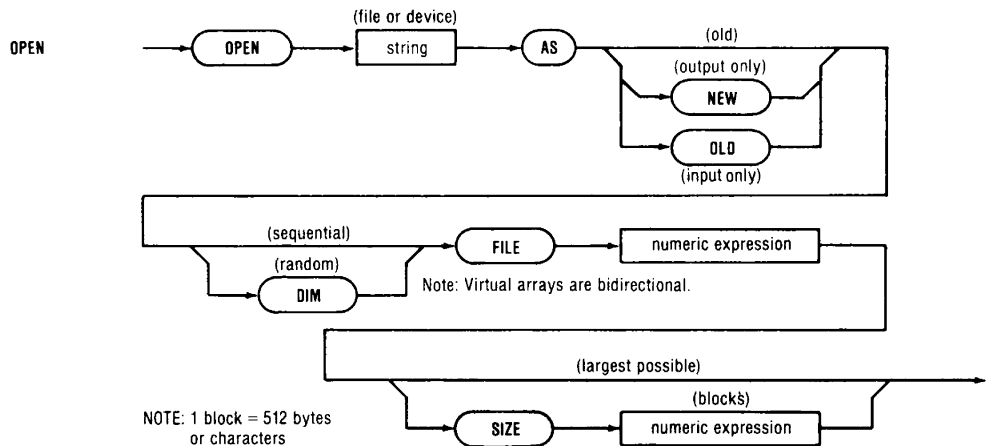 (file or device)
OPEN
OPEN
string
AS
(old)
(output only)
NEW
OLD
(input only)
(sequential)
(random)
DIM
FILE
numeric expression
Note: Virtual arrays are bidirectional.
(largest possible)
(blocks)
SIZE
numeric expression
NOTE: 1 block = 512 bytes
or characters